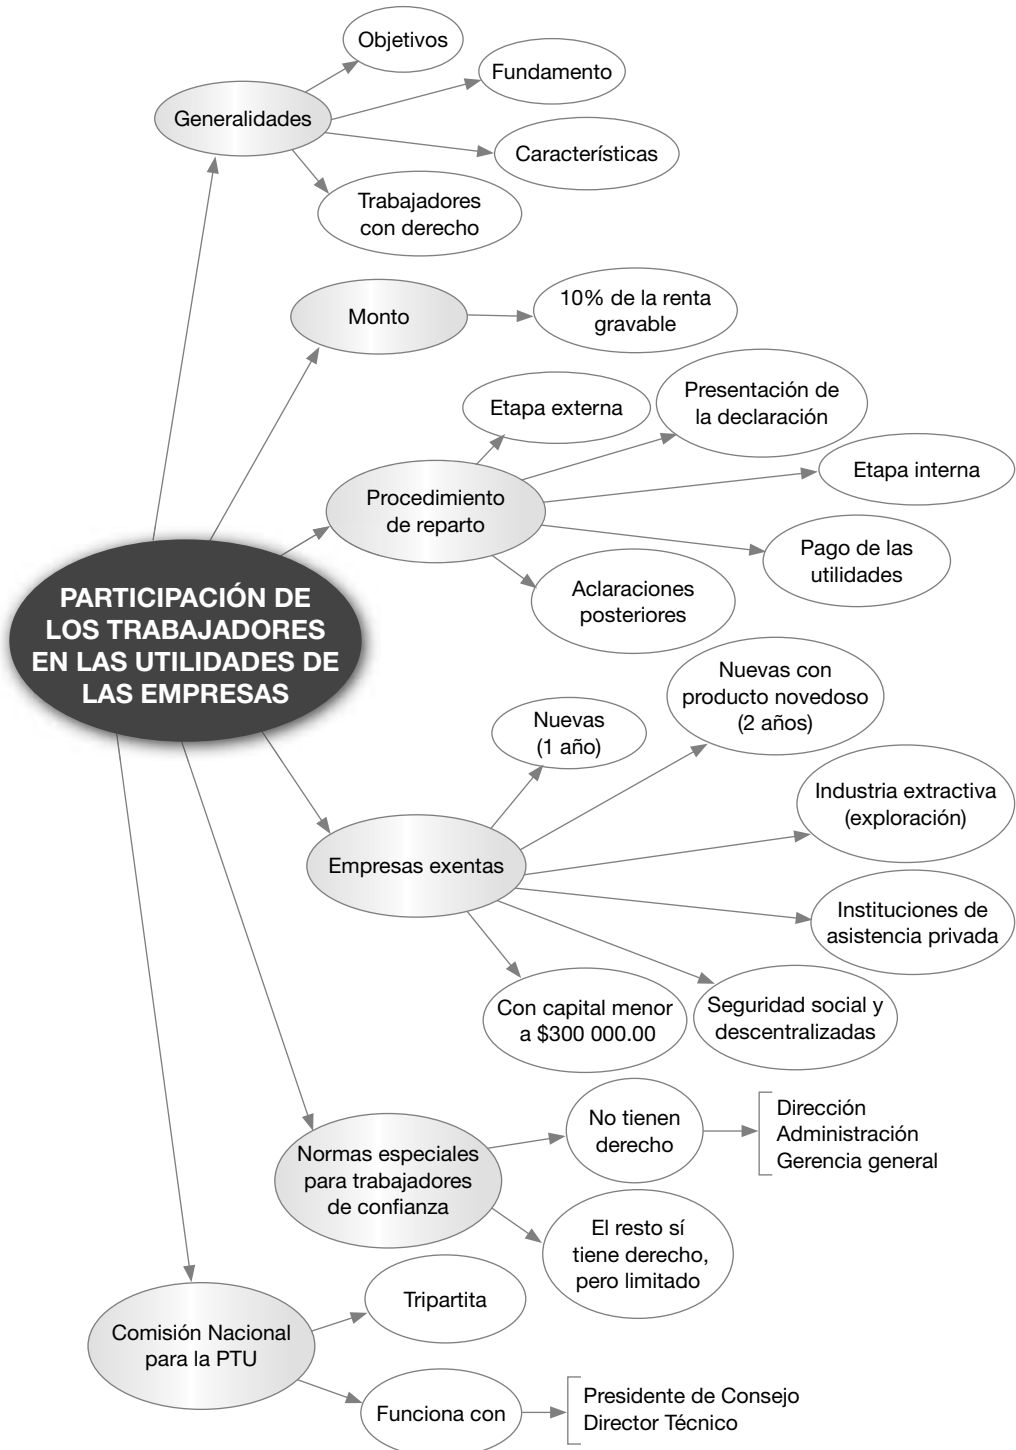 Objetivos
Fundamento
Generalidades
Características
Trabajadores
con derecho
Monto
10% de la renta
gravable
Etapa externa
Presentación de
la declaración
Procedimiento
de reparto
Etapa interna
Pago de las
utilidades
Aclaraciones
posteriores
PARTICIPACIÓN DE
LOS TRABAJADORES
EN LAS UTILIDADES DE
LAS EMPRESAS
Nuevas
(1 año)
Nuevas con
producto novedoso
(2 años)
Industria extractiva
(exploración)
Empresas exentas
Instituciones de
asistencia privada
Con capital menor
a $300 000.00
Seguridad social y
descentralizadas
Normas especiales
para trabajadores
de confianza
No tienen
derecho
Dirección
Administración
Gerencia general
El resto sí
tiene derecho,
pero limitado
Comisión Nacional
para la PTU
Tripartita
Funciona con
Presidente de Consejo
Director Técnico